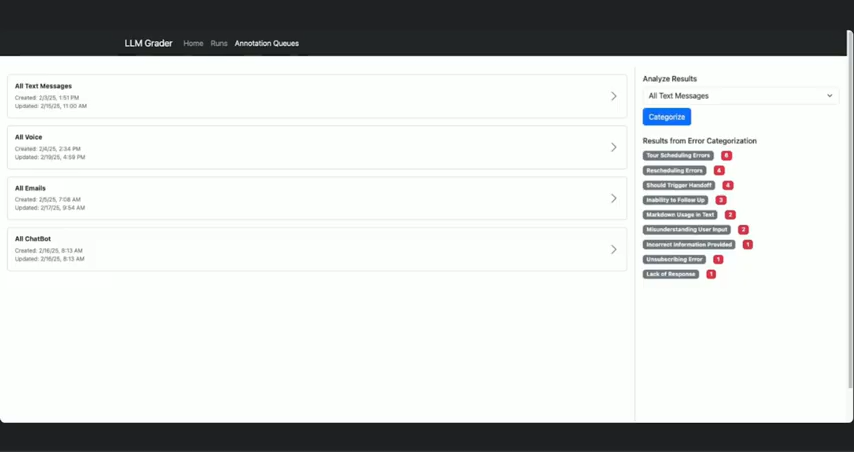 LLM Grader Home Runs Annotation Queues
All Text Messages
Created: 2/3/25, 1:51 PM
Updated: 2/15/25, 11:00 AM
All Voice
Created: 2/4/25, 2:34 PM
Updated: 2/19/25, 4:59 PM
All Emails
Created: 2/5/25, 7:08 AM
Updated: 2/17/25, 9:54 AM
All ChatBot
Created: 2/16/25, 8:13 AM
Updated: 2/16/25, 8:13 AM
Analyze Results
All Text Messages
Categorize
Results from Error Categorization
Tour Scheduling Errors
Rescheduling Errors 4
Should Trigger Handoff 4
Inability to Follow Up 3
Markdown Usage in Text 2
Misunderstanding User Input 2
Incorrect Information Provided 1
Unsubscribing Error 1
Lack of Response 1